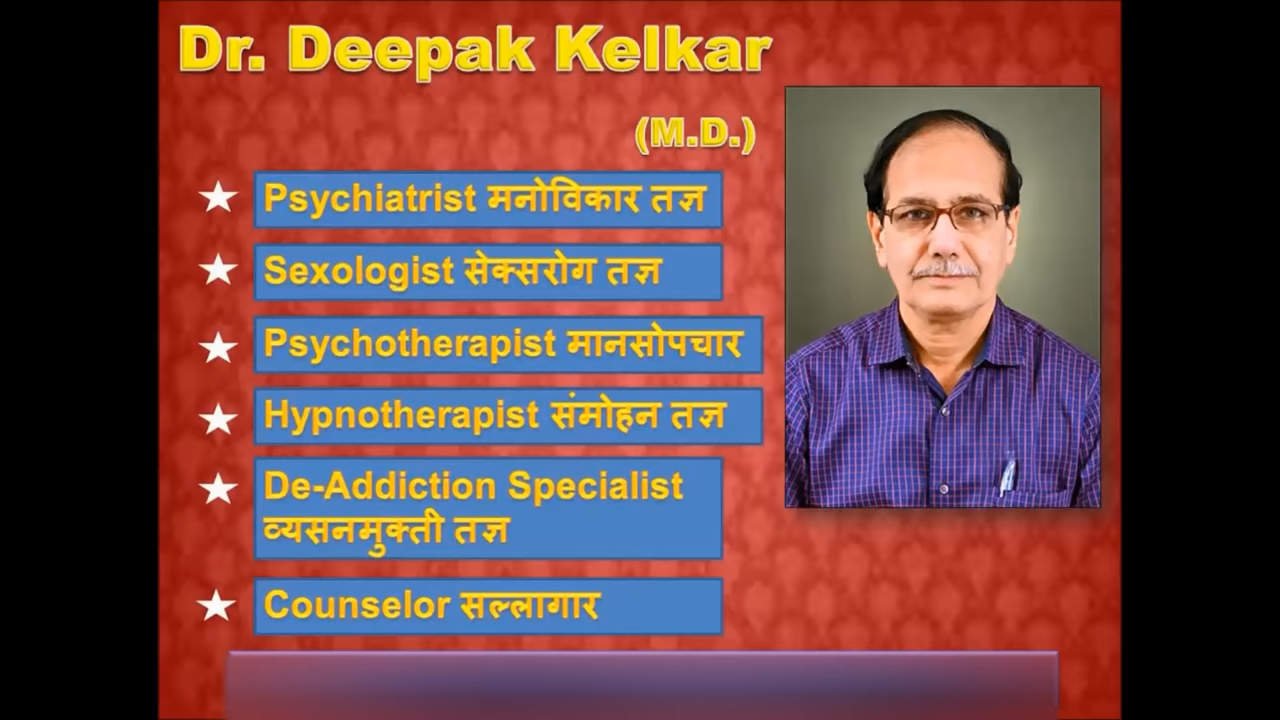 Dr. Deepak Kelkar
(M.D.)
Psychiatrist मनोविकार तज्ञ
Sexologist सेक्सरोग तज्ञ
Psychotherapist मानसोपचार
Hypnotherapist संमोहन तज्ञ
De-Addiction Specialist
व्यसनमुक्ती तज्ञ
Counselor सल्लागार